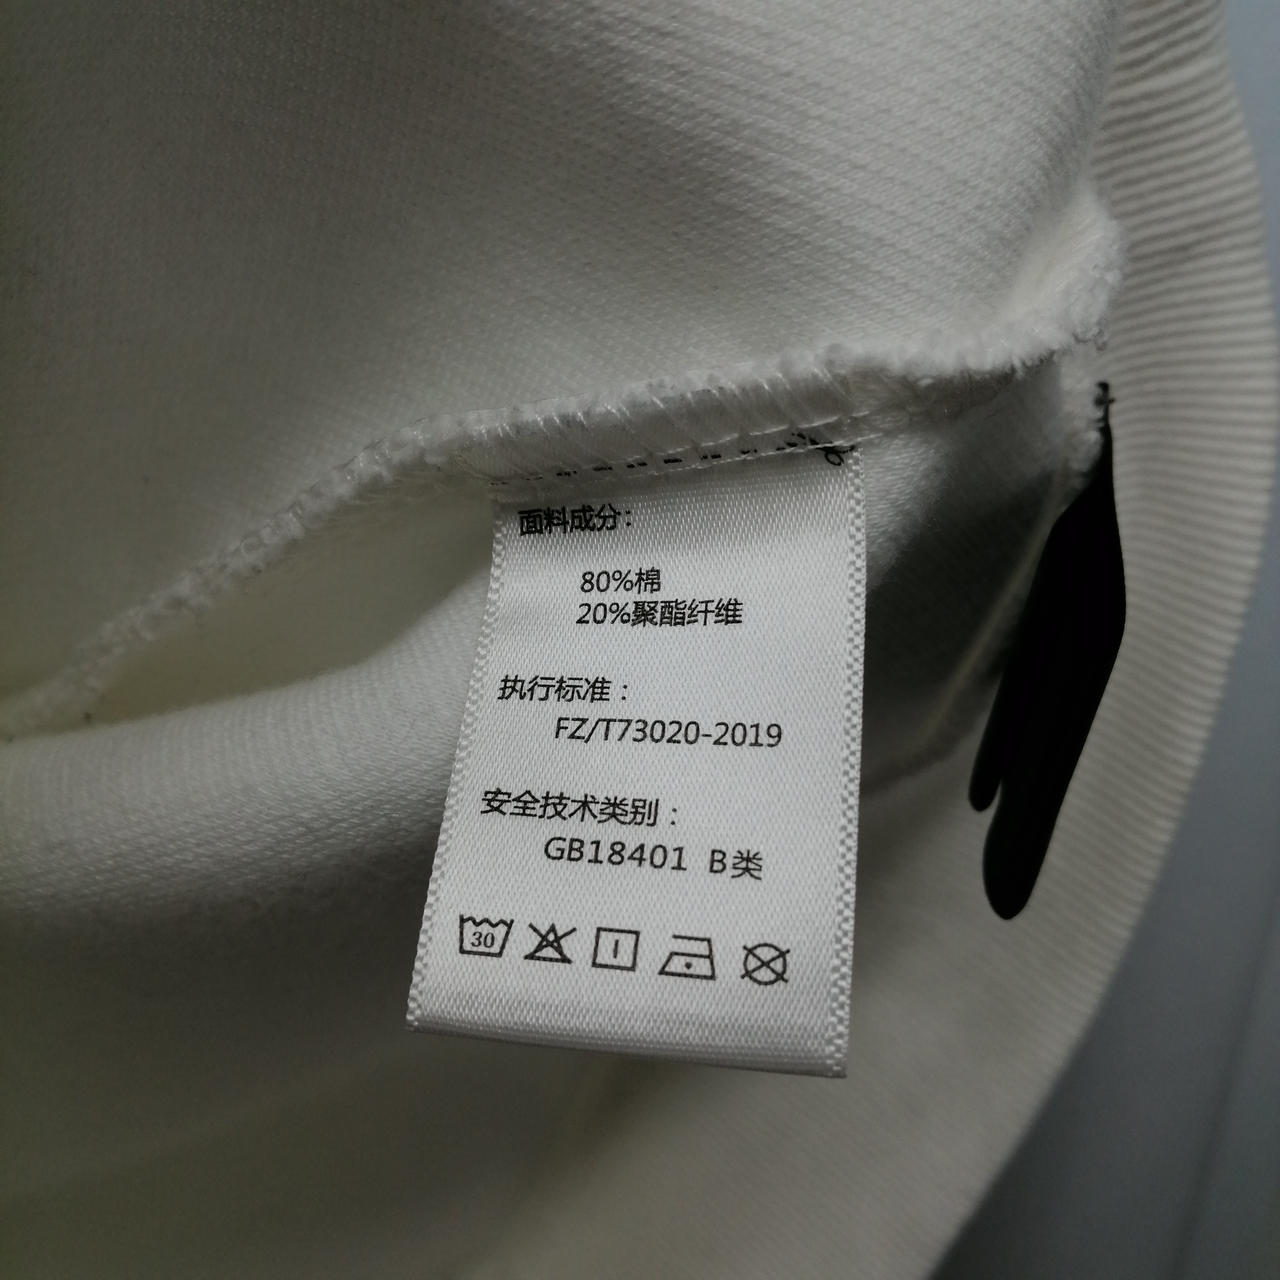 面料成分：
80%棉
20%聚酯纤维
执行标准：
FZ/T73020-2019
安全技术类别：
GB18401 B类
30